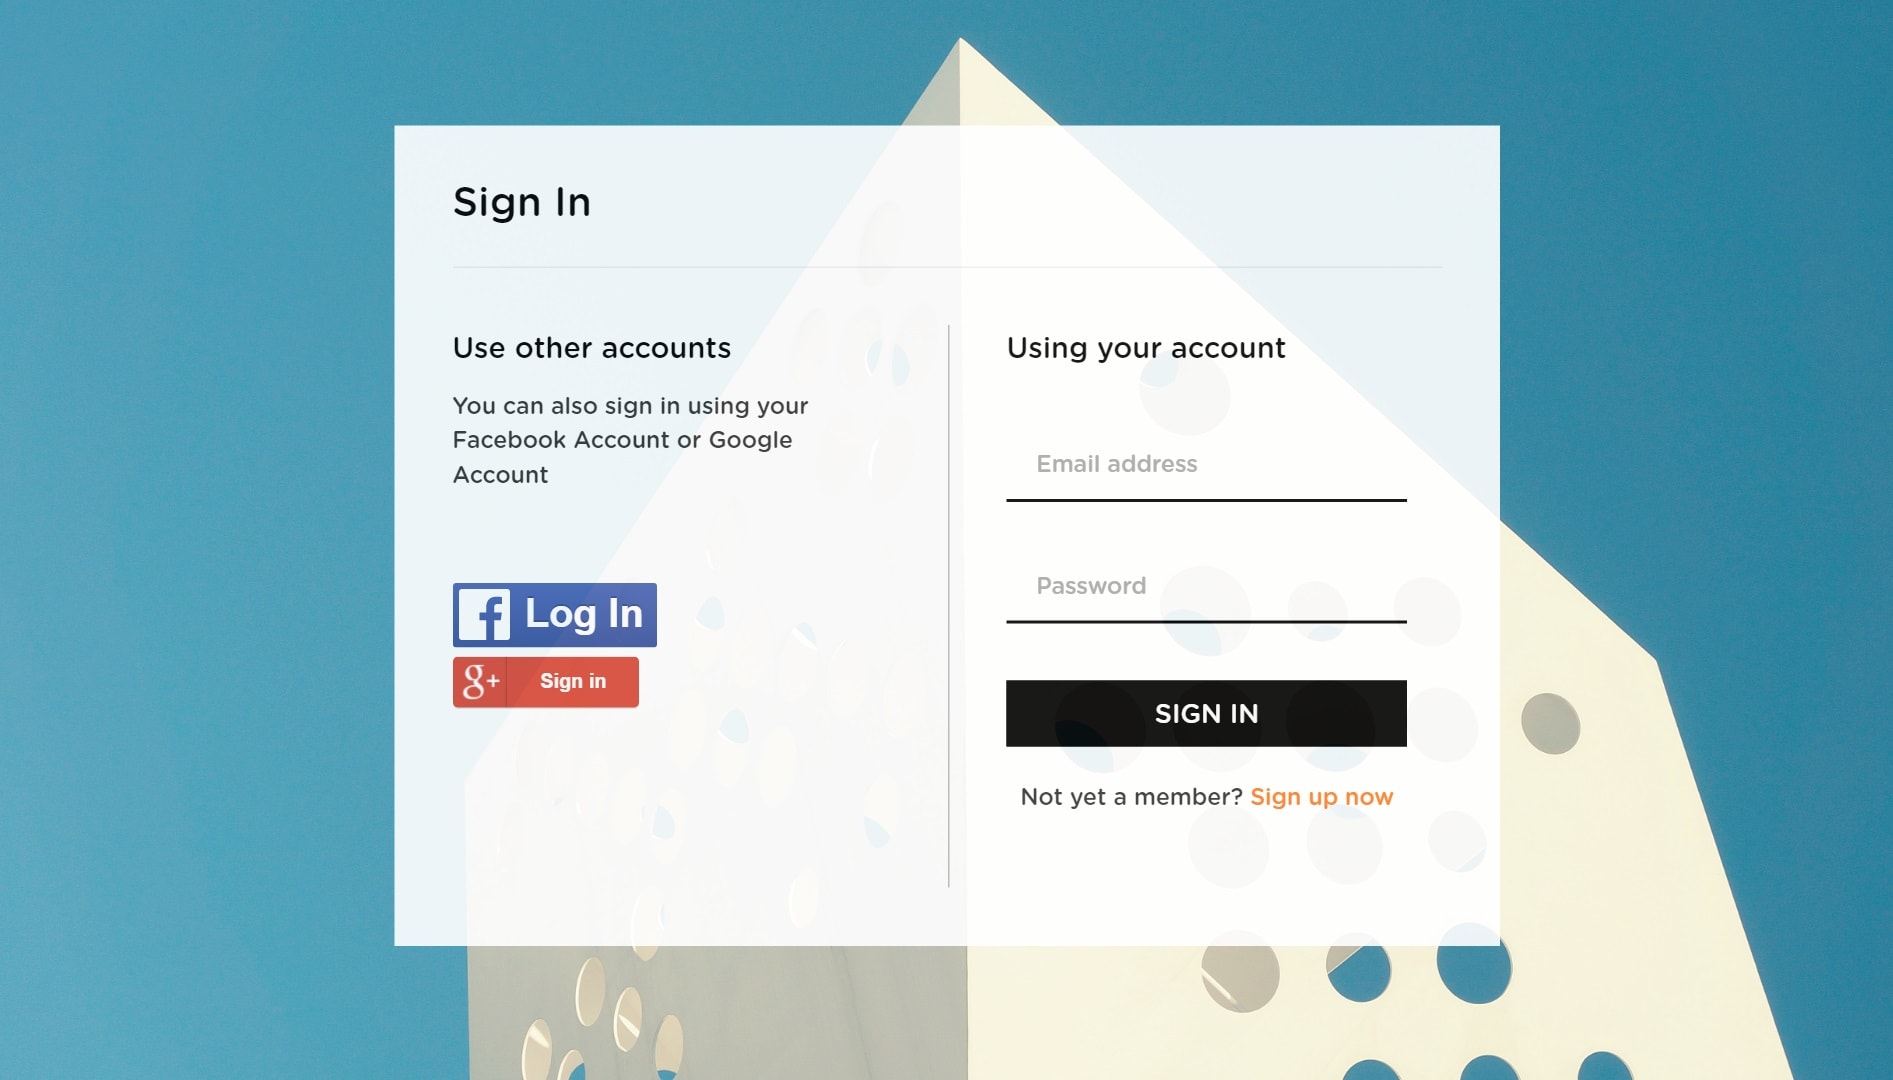 Sign In
Use other accounts
You can also sign in using your
Facebook Account or Google
Account
f Log In
g+ Sign in
Using your account
Email address
Password
SIGN IN
Not yet a member? Sign up now